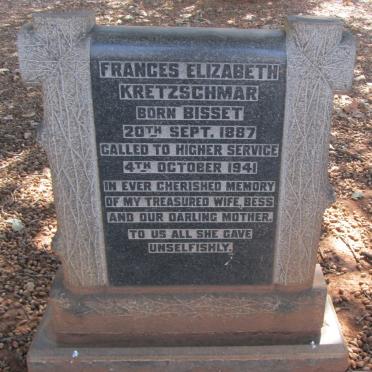 FRANCES ELIZABETH
KRETZSCHMAR
BORN BISSET
20TH SEPT. 1887
CALLED TO HIGHER SERVICE
4TH OCTOBER 1941
IN EVER CHERISHED MEMORY
OF MY TREASURED WIFE, BESS
AND OUR DARLING MOTHER.
TO US ALL SHE GAVE
UNSELFISHLY.